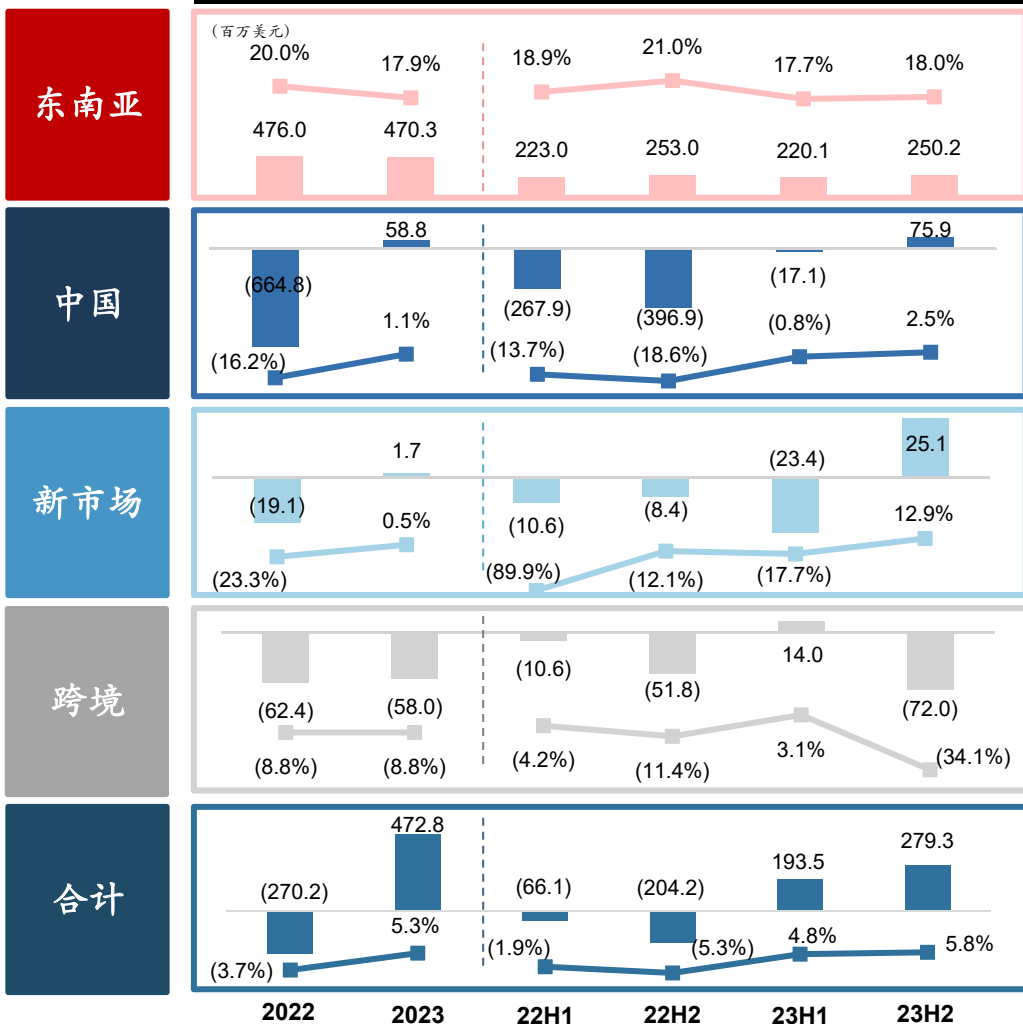 (百万美元)
东南亚
20.0% 17.9% 18.9% 21.0% 17.7% 18.0%
476.0 470.3 223.0 253.0 220.1 250.2
中国
58.8 75.9
(664.8) (267.9) (396.9) (17.1)
(16.2%) 1.1% (13.7%) (18.6%) (0.8%) 2.5%
新市场
1.7 (23.4) 25.1
(19.1) (10.6) (8.4)
(23.3%) 0.5% (89.9%) (12.1%) (17.7%) 12.9%
跨境
(62.4) (58.0) (10.6) (51.8) 14.0 (72.0)
(8.8%) (8.8%) (4.2%) (11.4%) 3.1% (34.1%)
合计
(270.2) 472.8 (66.1) (204.2) 193.5 279.3
(3.7%) 5.3% (1.9%) (5.3%) 4.8% 5.8%
2022 2023 22H1 22H2 23H1 23H2